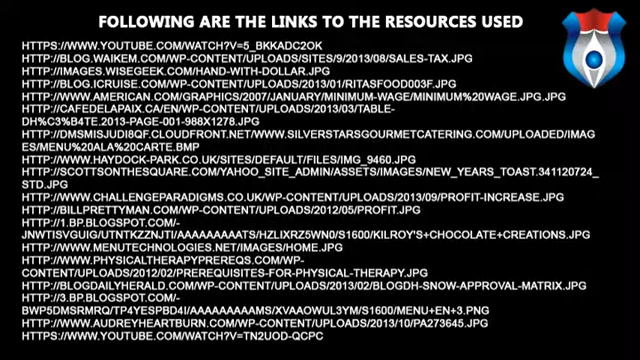 FOLLOWING ARE THE LINKS TO THE RESOURCES USED
HTTPS://WWW.YOUTUBE.COM/WATCH?V=5_BKKADC2OK
HTTP://BLOG.WAIKEM.COM/WP-CONTENT/UPLOADS/SITES/9/2013/08/SALES-TAX.JPG
HTTP://IMAGES.WISEGEEK.COM/HAND-WITH-DOLLAR.JPG
HTTP://BLOG.ICRUISE.COM/WP-CONTENT/UPLOADS/2013/01/RITASFOOD003F.JPG
HTTP://WWW.AMERICAN.COM/GRAPHICS/2007/JANUARY/MINIMUM-WAGE/MINIMUM%20WAGE.JPG.JPG
HTTP://CAFEDELAPAIX.CA/EN/WP-CONTENT/UPLOADS/2013/03/TABLE-
DH%C3%B4TE.2013-PAGE-001-988X1278.JPG
HTTP://DMSMISJUDI8QF.CLOUDFRONT.NET/WWW.SILVERSTARSGOURMETCATERING.COM/UPLOADED/IMAG
ES/MENU%20ALA%20CARTE.BMP
HTTP://WWW.HAYDOCK-PARK.CO.UK/SITES/DEFAULT/FILES/IMG_9460.JPG
HTTP://SCOTTSONTHESQUARE.COM/YAHOO_SITE_ADMIN/ASSETS/IMAGES/NEW_YEARS_TOAST.341120724_
STD.JPG
HTTP://WWW.CHALLENGEPARADIGMS.CO.UK/WP-CONTENT/UPLOADS/2013/09/PROFIT-INCREASE.JPG
HTTP://BILLPRETTYMAN.COM/WP-CONTENT/UPLOADS/2012/05/PROFIT.JPG
HTTP://1.BP.BLOGSPOT.COM/-
JNWTISVGUIG/UTNTKZZNJTI/AAAAAAAAATS/HZLIXRZ5WN0/S1600/KILROY'S+CHOCOLATE+CREATIONS.JPG
HTTP://WWW.MENUTECHNOLOGIES.NET/IMAGES/HOME.JPG
HTTP://WWW.PHYSICALTHERAPYPREREQS.COM/WP-
CONTENT/UPLOADS/2012/02/PREREQUISITES-FOR-PHYSICAL-THERAPY.JPG
HTTP://BLOGDAILYHERALD.COM/WP-CONTENT/UPLOADS/2013/02/BLOGDH-SNOW-APPROVAL-MATRIX.JPG
HTTP://3.BP.BLOGSPOT.COM/-
BWP5DMSRMRQ/TP4YESPBD4I/AAAAAAAAAMS/XVAAOWUL3YM/S1600/MENU+EN+3.PNG
HTTP://WWW.AUDREYHEARTBURN.COM/WP-CONTENT/UPLOADS/2013/10/PA273645.JPG
HTTPS://WWW.YOUTUBE.COM/WATCH?V=TN2UOD-QCPC